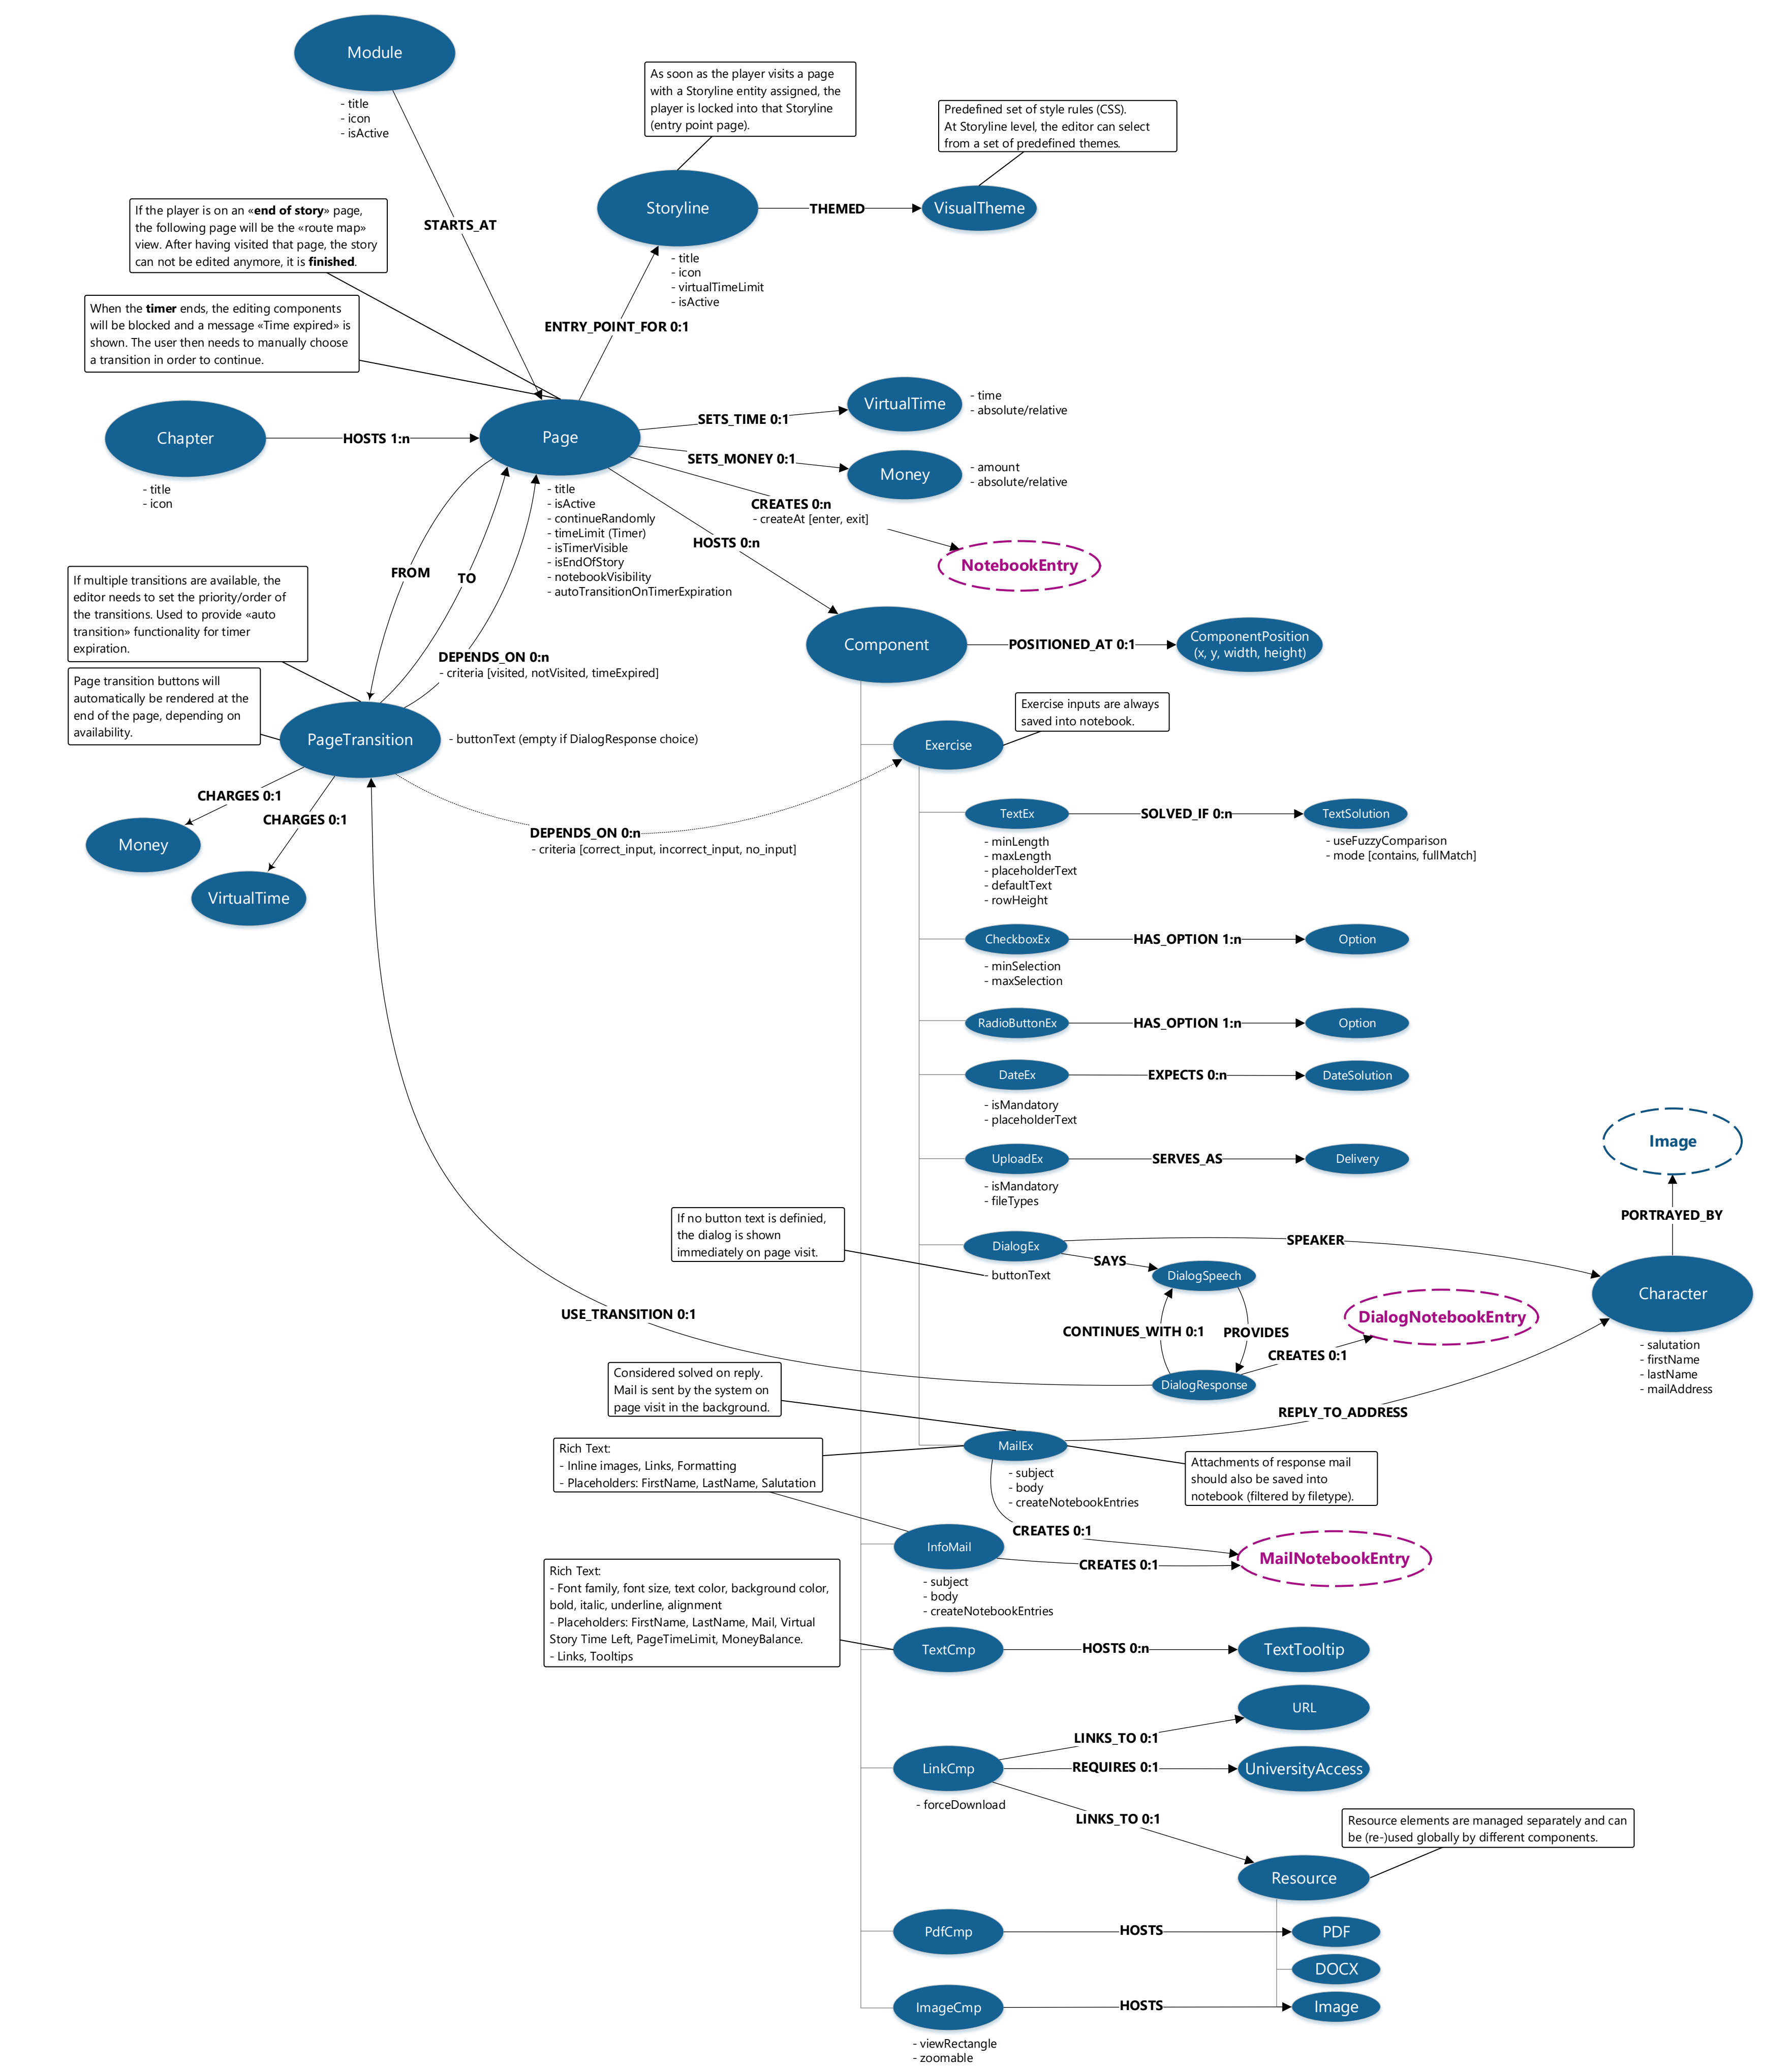 Module
- title
- icon
- isActive
As soon as the player visits a page
with a Storyline entity assigned, the
player is locked into that Storyline
(entry point page).
Predefined set of style rules (CSS).
At Storyline level, the editor can select
from a set of predefined themes.
Storyline
THEMED
VisualTheme
- title
- icon
- virtualTimeLimit
- isActive
If the player is on an «end of story» page,
the following page will be the «route map»
view. After having visited that page, the story
can not be edited anymore, it is finished.
STARTS_AT
When the timer ends, the editing components
will be blocked and a message «Time expired» is
shown. The user then needs to manually choose
a transition in order to continue.
ENTRY_POINT_FOR 0:1
Chapter
- title
- icon
HOSTS 1:n
Page
- title
- isActive
- continueRandomly
- timeLimit (Timer)
- isTimerVisible
- isEndOfStory
- notebookVisibility
- autoTransitionOnTimerExpiration
SETS_TIME 0:1
VirtualTime
- time
- absolute/relative
SETS_MONEY 0:1
Money
- amount
- absolute/relative
CREATES 0:n
- createAt [enter, exit]
NotebookEntry
HOSTS 0:n
FROM
TO
If multiple transitions are available, the
editor needs to set the priority/order of
the transitions. Used to provide «auto
transition» functionality for timer
expiration.
Page transition buttons will
automatically be rendered at the
end of the page, depending on
availability.
DEPENDS_ON 0:n
- criteria [visited, notVisited, timeExpired]
Component
POSITIONED_AT 0:1
ComponentPosition
(x, y, width, height)
PageTransition
- buttonText (empty if DialogResponse choice)
CHARGES 0:1
Money
CHARGES 0:1
VirtualTime
DEPENDS_ON 0:n
- criteria [correct_input, incorrect_input, no_input]
Exercise inputs are always
saved into notebook.
Exercise
TextEx
- minLength
- maxLength
- placeholderText
- defaultText
- rowHeight
SOLVED_IF 0:n
TextSolution
- useFuzzyComparison
- mode [contains, fullMatch]
CheckboxEx
- minSelection
- maxSelection
HAS_OPTION 1:n
Option
RadioButtonEx
HAS_OPTION 1:n
Option
DateEx
- isMandatory
- placeholderText
EXPECTS 0:n
DateSolution
UploadEx
- isMandatory
- fileTypes
SERVES_AS
Delivery
Image
PORTRAYED_BY
If no button text is definied,
the dialog is shown
immediately on page visit.
DialogEx
- buttonText
SPEAKER
SAYS
DialogSpeech
Character
- salutation
- firstName
- lastName
- mailAddress
CONTINUES_WITH 0:1
PROVIDES
DialogNotebookEntry
CREATES 0:1
DialogResponse
USE_TRANSITION 0:1
Considered solved on reply.
Mail is sent by the system on
page visit in the background.
REPLY_TO_ADDRESS
Rich Text:
- Inline images, Links, Formatting
- Placeholders: FirstName, LastName, Salutation
MailEx
- subject
- body
- createNotebookEntries
Attachments of response mail
should also be saved into
notebook (filtered by filetype).
CREATES 0:1
InfoMail
- subject
- body
- createNotebookEntries
CREATES 0:1
MailNotebookEntry
Rich Text:
- Font family, font size, text color, background color,
bold, italic, underline, alignment
- Placeholders: FirstName, LastName, Mail, Virtual
Story Time Left, PageTimeLimit, MoneyBalance.
- Links, Tooltips
TextCmp
HOSTS 0:n
TextTooltip
URL
LINKS_TO 0:1
LinkCmp
- forceDownload
REQUIRES 0:1
UniversityAccess
LINKS_TO 0:1
Resource elements are managed separately and can
be (re-)used globally by different components.
Resource
PdfCmp
HOSTS
PDF
DOCX
ImageCmp
- viewRectangle
- zoomable
HOSTS
Image